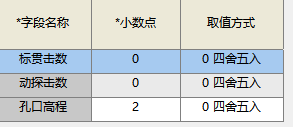 *字段名称 *小数点 取值方式
标贯击数 0 0 四舍五入
动探击数 0 0 四舍五入
孔口高程 2 0 四舍五入